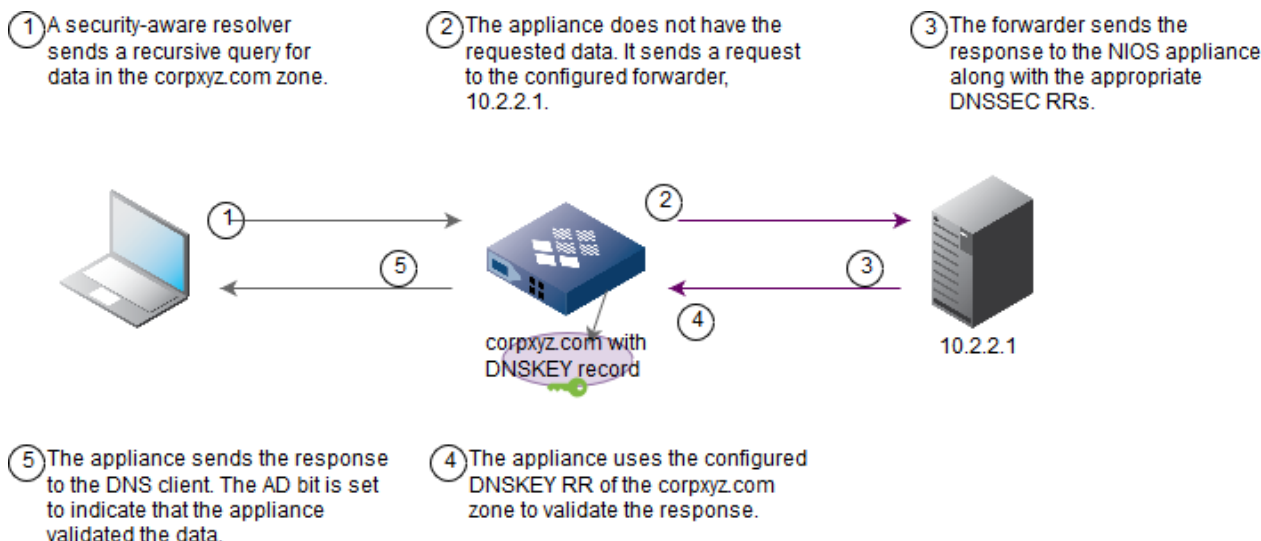 1 A security-aware resolver
sends a recursive query for
data in the corpxyz.com zone.
2 The appliance does not have the
requested data. It sends a request
to the configured forwarder,
10.2.2.1.
3 The forwarder sends the
response to the NIOS appliance
along with the appropriate
DNSSEC RRs.
1
2
5
3
4
corpxyz.com with
DNSKEY record
10.2.2.1
5 The appliance sends the response
to the DNS client. The AD bit is set
to indicate that the appliance
validated the data.
4 The appliance uses the configured
DNSKEY RR of the corpxyz.com
zone to validate the response.